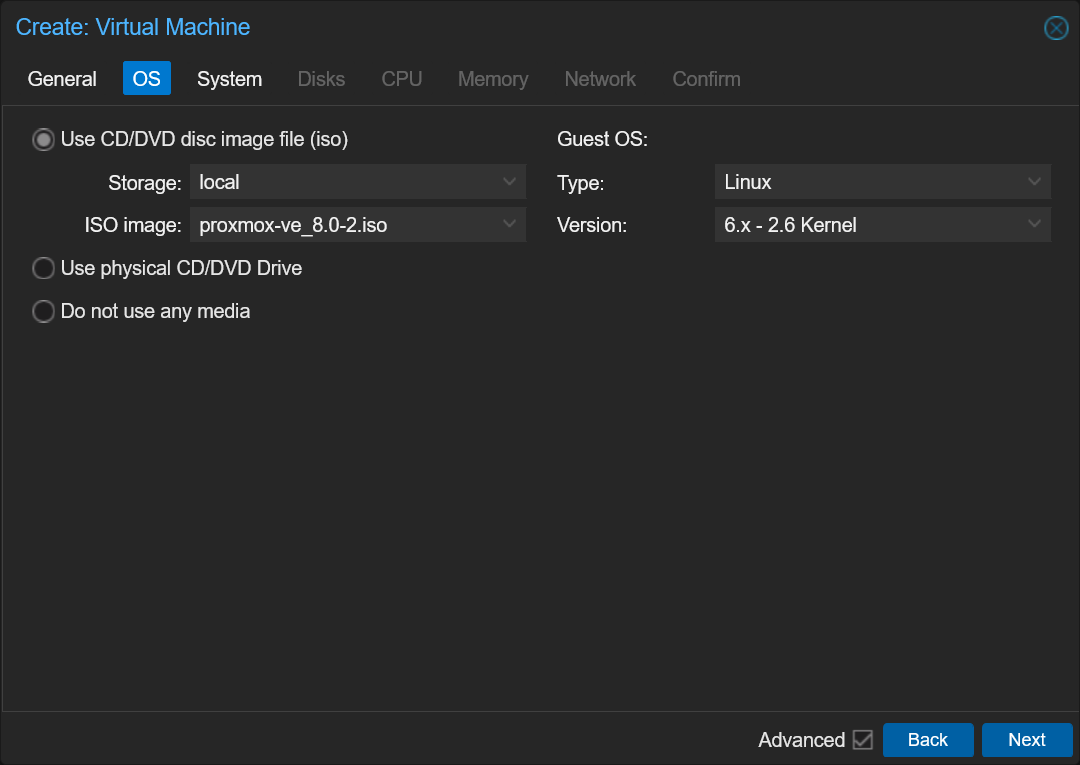 Create: Virtual Machine
General OS System Disks CPU Memory Network Confirm
Use CD/DVD disc image file (iso)
Storage: local
ISO image: proxmox-ve_8.0-2.iso
Use physical CD/DVD Drive
Do not use any media
Guest OS:
Type: Linux
Version: 6.x - 2.6 Kernel
Advanced Back Next